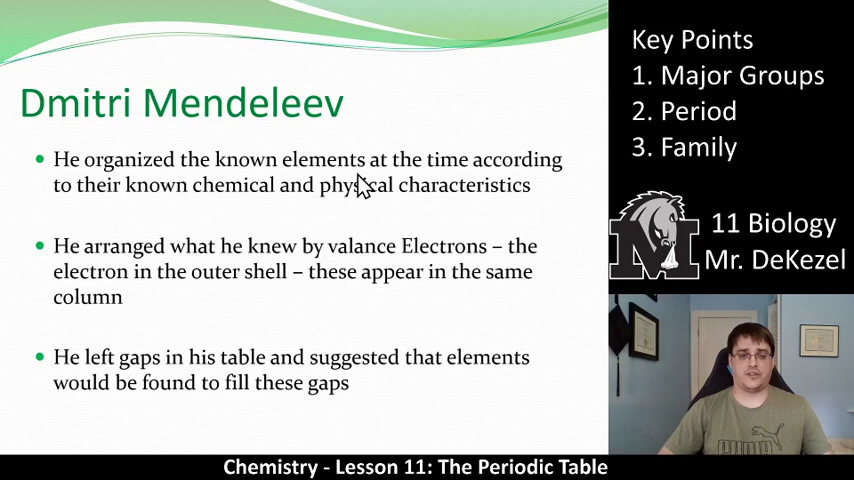 Dmitri Mendeleev
He organized the known elements at the time according
to their known chemical and physical characteristics
He arranged what he knew by valance Electrons – the
electron in the outer shell – these appear in the same
column
He left gaps in his table and suggested that elements
would be found to fill these gaps
Key Points
1. Major Groups
2. Period
3. Family
M
11 Biology
Mr. DeKezel
PUMA
Chemistry - Lesson 11: The Periodic Table